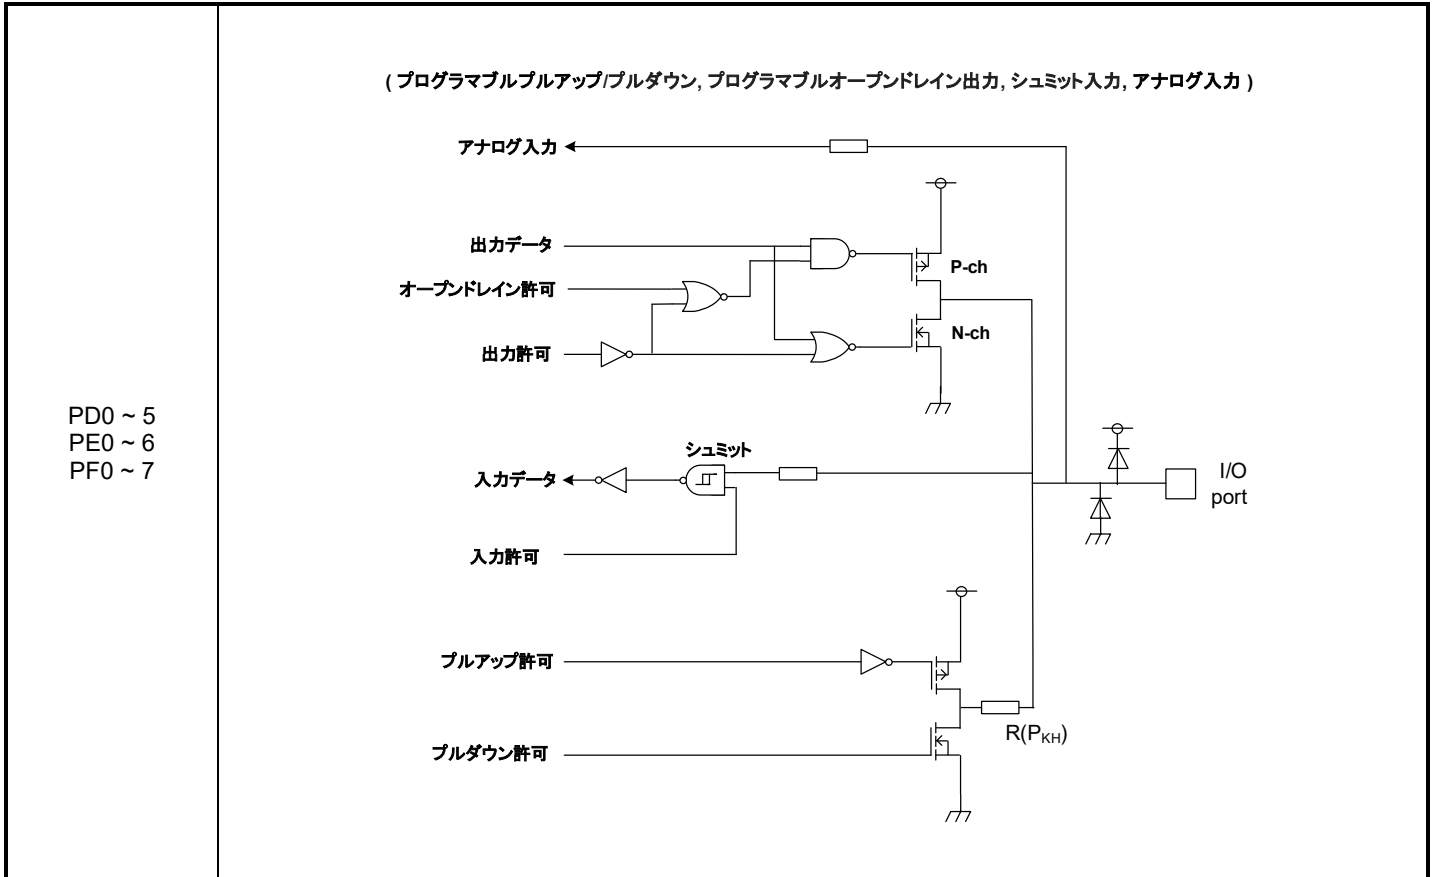 ( プログラマブルプルアップ/プルダウン, プログラマブルオープンドレイン出力, シュミット入力, アナログ入力 )
アナログ入力
出力データ
P-ch
オープンドレイン許可
N-ch
出力許可
PD0 ~ 5
PE0 ~ 6
PF0 ~ 7
シュミット
入力データ
I/O
port
入力許可
プルアップ許可
R(PKH)
プルダウン許可